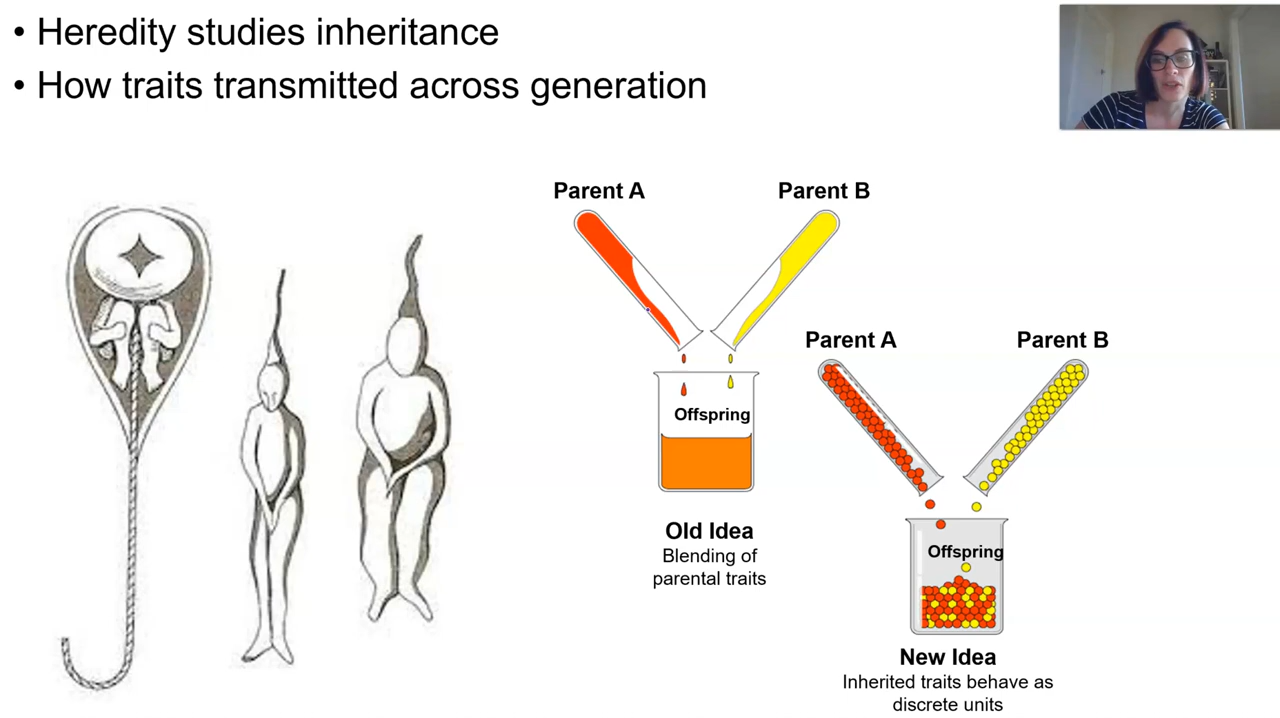 • Heredity studies inheritance
• How traits transmitted across generation
Parent A
Parent B
Offspring
Old Idea
Blending of
parental traits
Parent A
Parent B
Offspring
New Idea
Inherited traits behave as
discrete units